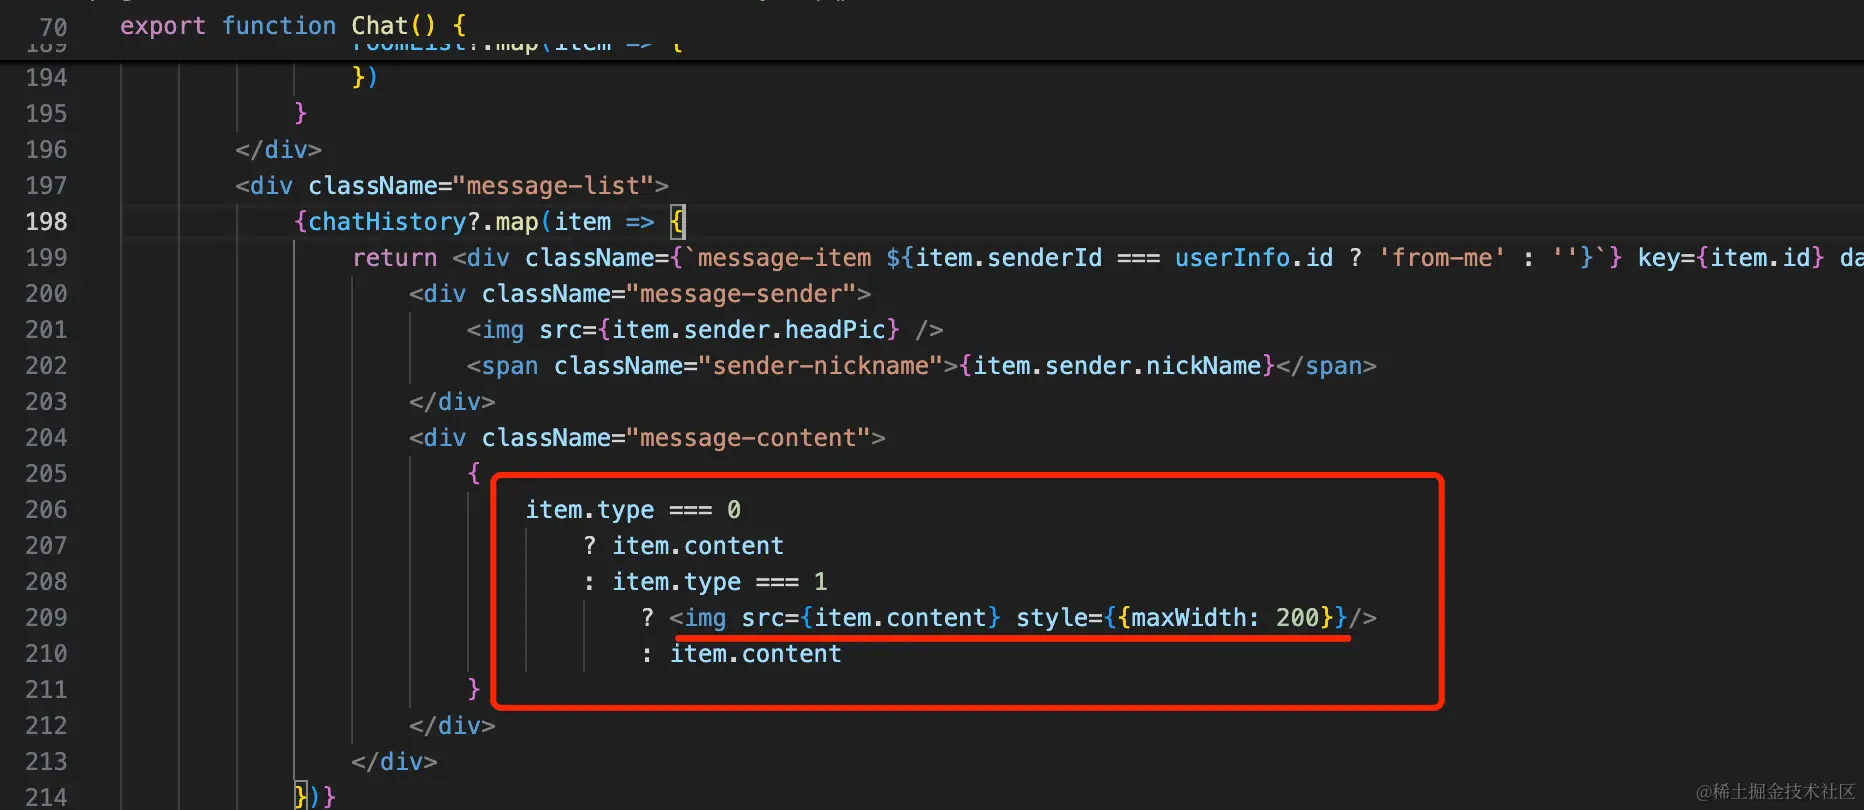 70 export function Chat() {
189 roomList?.map(item => {
194 })
195 }
196 </div>
197 <div className="message-list">
198 {chatHistory?.map(item => {
199 return <div className={`message-item ${item.senderId === userInfo.id ? 'from-me' : ''}`} key={item.id} da
200 <div className="message-sender">
201 <img src={item.sender.headPic} />
202 <span className="sender-nickname">{item.sender.nickName}</span>
203 </div>
204 <div className="message-content">
205 {
206 item.type === 0
207 ? item.content
208 : item.type === 1
209 ? <img src={item.content} style={{maxWidth: 200}}/>
210 : item.content
211 }
212 </div>
213 </div>
214 })}
@稀土掘金技术社区